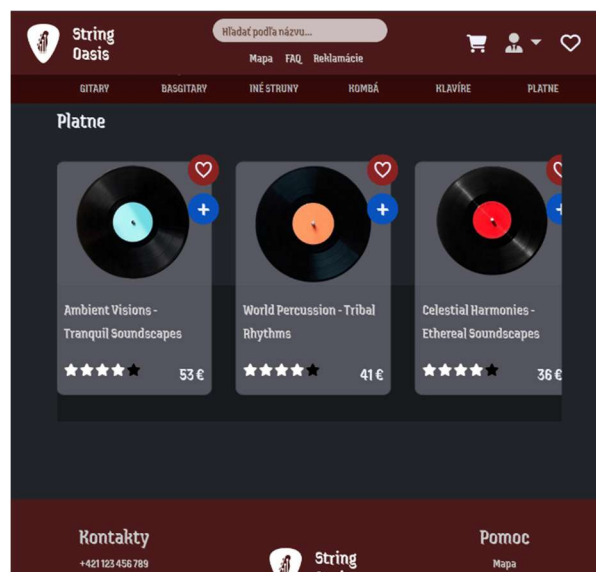 String
Oasis
Hľadať podľa názvu...
Mapa FAQ Reklamácie
GITARY BASGITARY INÉ STRUNY KOMBÁ KLAVÍRE PLATNE
Platne
Ambient Visions -
Tranquil Soundscapes
53 €
World Percussion - Tribal
Rhythms
41 €
Celestial Harmonies -
Ethereal Soundscapes
36 €
Kontakty
+421 123 456 789
String
Pomoc
Mapa